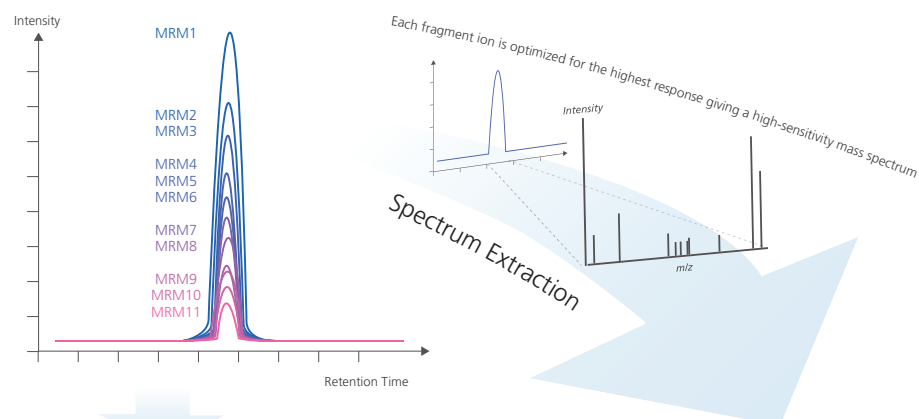 Intensity
MRM1
MRM2
MRM3
MRM4
MRM5
MRM6
MRM7
MRM8
MRM9
MRM10
MRM11
Retention Time
Each fragment ion is optimized for the highest response giving a high-sensitivity mass spectrum
Intensity
m/z
Spectrum Extraction